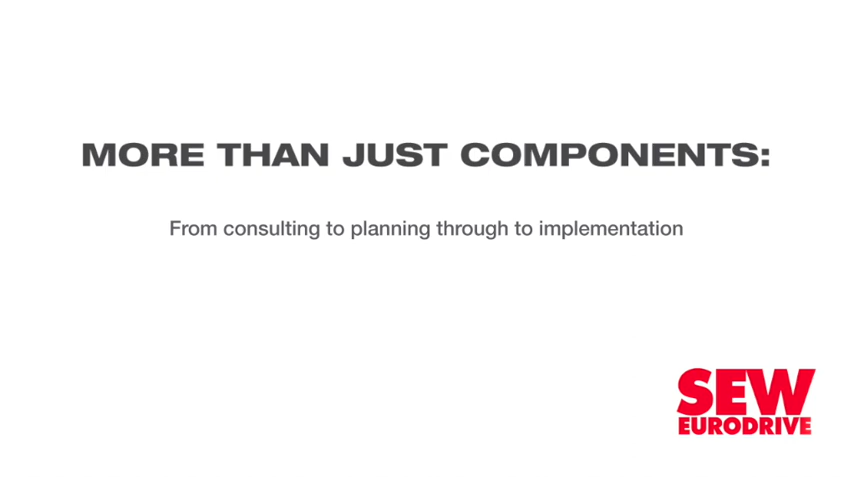 MORE THAN JUST COMPONENTS:
From consulting to planning through to implementation
SEW
EURODRIVE